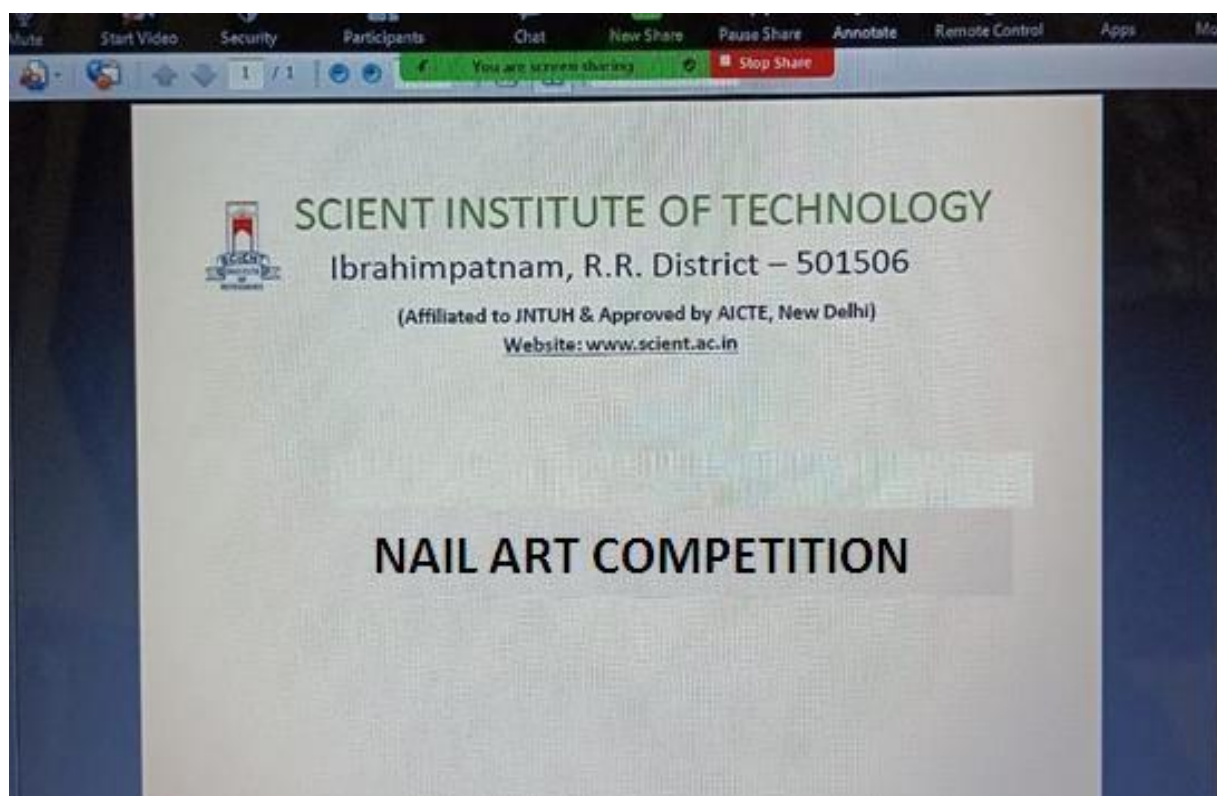 Mute Start Video Security Participants Chat New Share Pause Share Annotate Remote Control Apps
1 / 1 You are screen sharing Stop Share
SCIENT INSTITUTE OF TECHNOLOGY
SCIENT
Ibrahimpatnam, R.R. District – 501506
(Affiliated to JNTUH & Approved by AICTE, New Delhi)
Website: www.scient.ac.in
NAIL ART COMPETITION